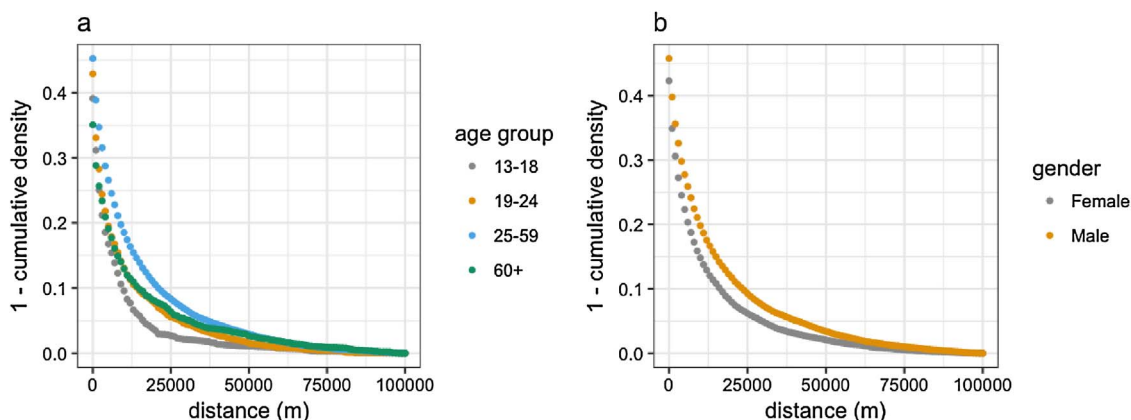 a
1 - cumulative density
0.4
0.3
0.2
0.1
0.0
0 25000 50000 75000 100000
distance (m)
age group
13-18
19-24
25-59
60+
b
1 - cumulative density
0.4
0.3
0.2
0.1
0.0
0 25000 50000 75000 100000
distance (m)
gender
Female
Male